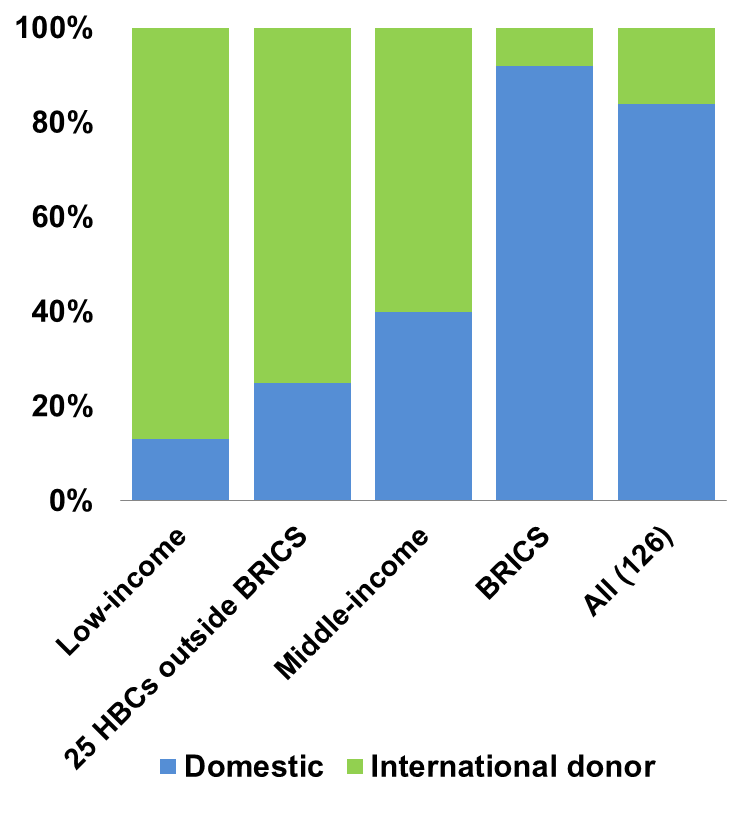 100%
80%
60%
40%
20%
0%
Low-income
25 HBCs outside BRICS
Middle-income
BRICS
All (126)
Domestic
International donor